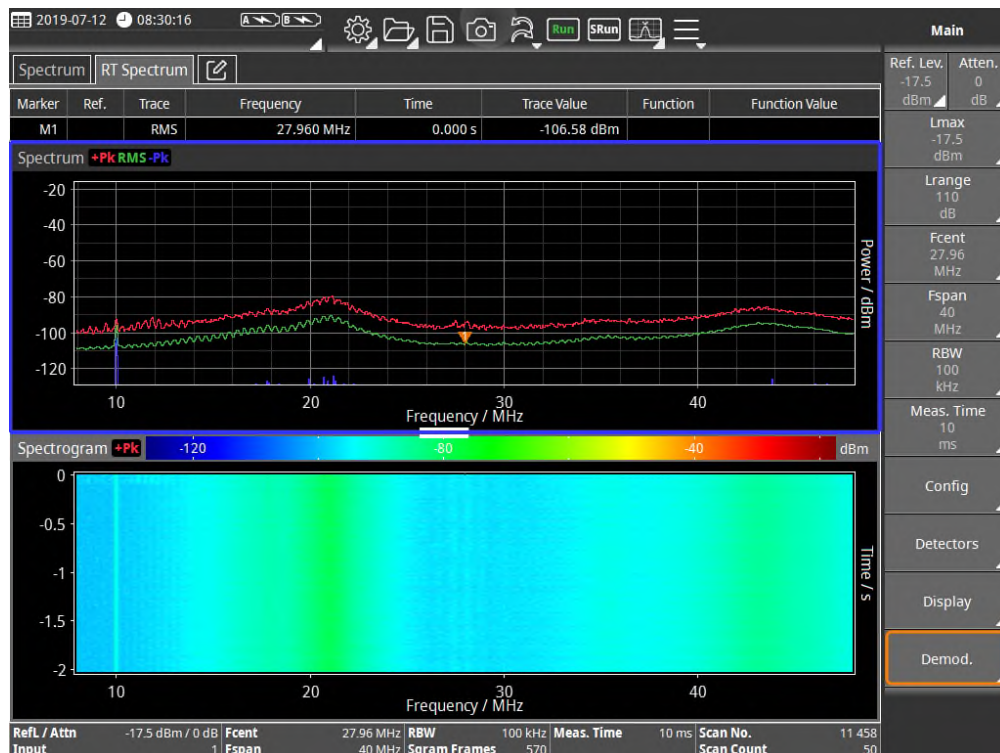 2019-07-12 08:30:16 A B Run SRun Main
Spectrum RT Spectrum
Ref. Lev. Atten.
-17.5 0
dBm dB
Marker Ref. Trace Frequency Time Trace Value Function Function Value
M1 RMS 27.960 MHz 0.000 s -106.58 dBm
Spectrum +Pk RMS -Pk
-20
-40
-60
-80
-100
-120
Power / dBm
10 20 30 40
Frequency / MHz
Spectrogram +Pk -120 -80 -40 dBm
0
-0.5
-1
-1.5
-2
Time / s
10 20 30 40
Frequency / MHz
Lmax
-17.5
dBm
Lrange
110
dB
Fcent
27.96
MHz
Fspan
40
MHz
RBW
100
kHz
Meas. Time
10
ms
Config
Detectors
Display
Demod.
RefL / Attn -17.5 dBm / 0 dB Fcent 27.96 MHz RBW 100 kHz Meas. Time 10 ms Scan No. 11 458
Input 1 Fspan 40 MHz Sgram Frames 570 Scan Count 50